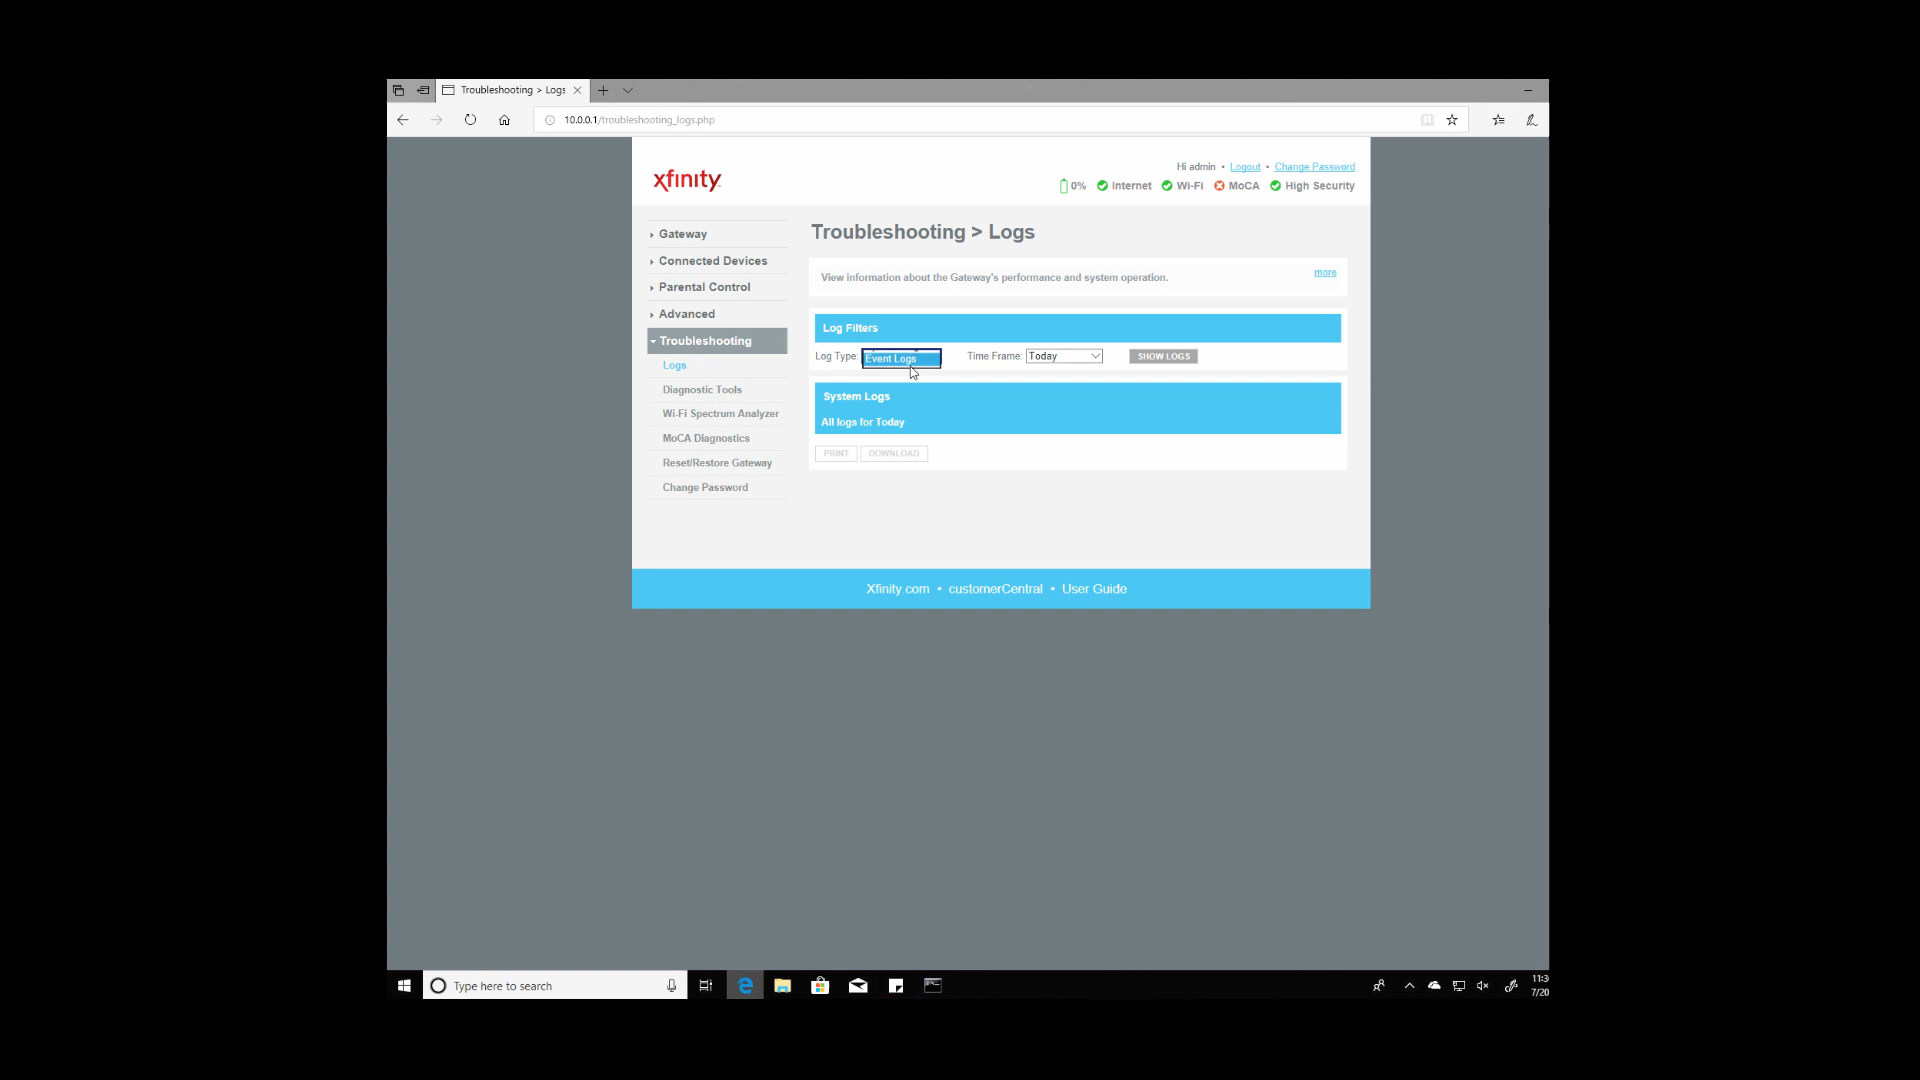 Troubleshooting > Logs
10.0.0.1/troubleshooting_logs.php
xfinity
Hi admin • Logout • Change Password
0% Internet Wi-Fi MoCA High Security
Gateway
Connected Devices
Parental Control
Advanced
Troubleshooting
Logs
Diagnostic Tools
Wi-Fi Spectrum Analyzer
MoCA Diagnostics
Reset/Restore Gateway
Change Password
Troubleshooting > Logs
View information about the Gateway's performance and system operation.
more
Log Filters
Log Type: Event Logs Time Frame: Today SHOW LOGS
System Logs
All logs for Today
PRINT DOWNLOAD
Xfinity.com • customerCentral • User Guide
Type here to search
11:3
7/20